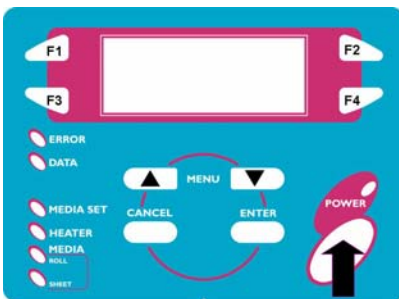 F1 F2
F3 F4
ERROR
DATA
MENU
MEDIA SET
CANCEL ENTER
POWER
HEATER
MEDIA
ROLL
SHEET